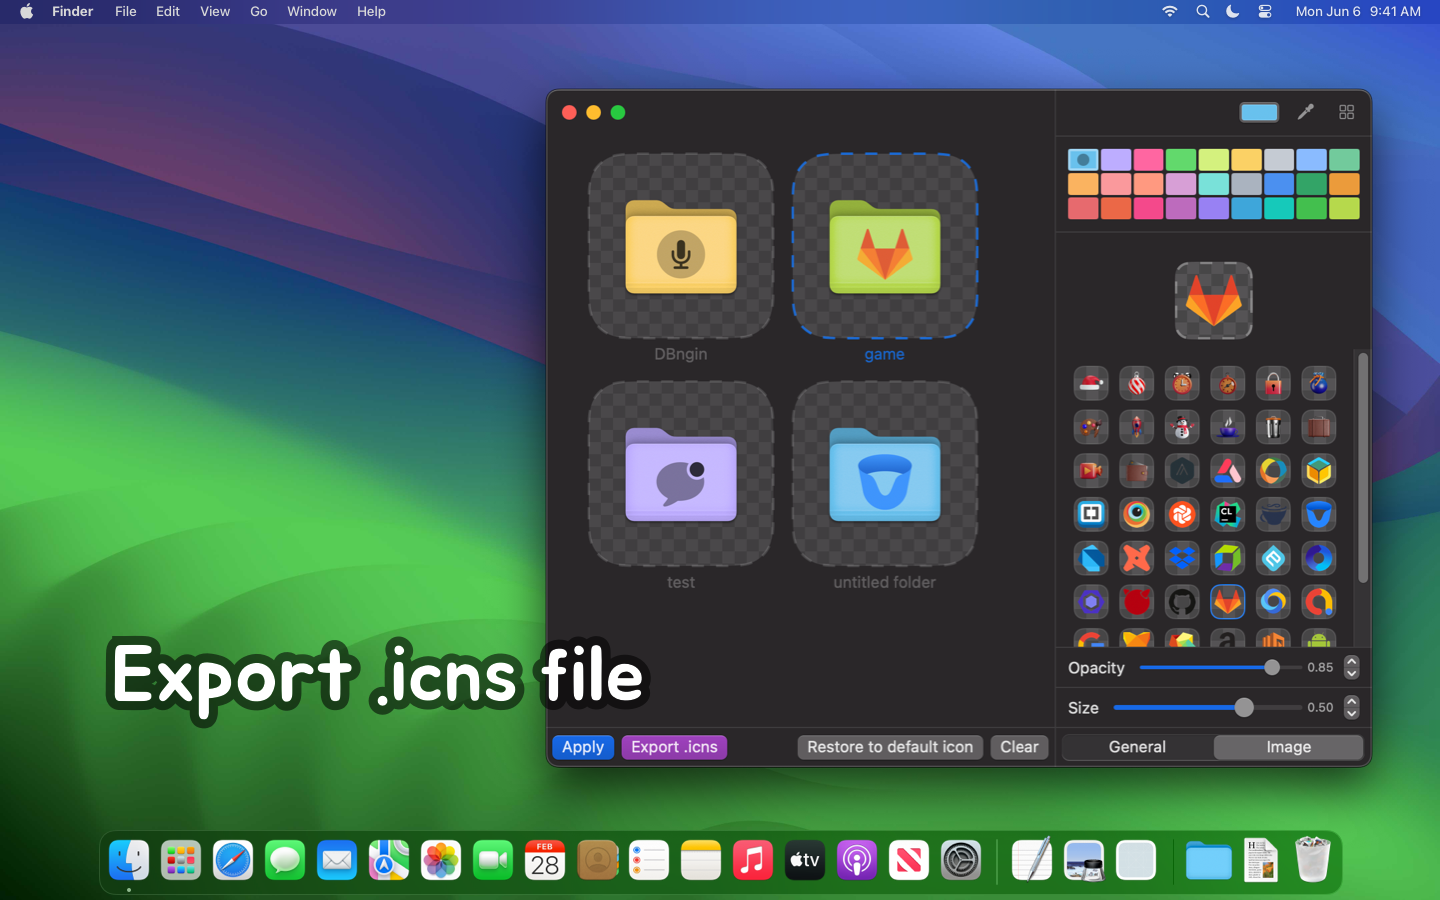 Finder File Edit View Go Window Help Mon Jun 6 9:41 AM
DBngin game
test untitled folder
CL
Opacity 0.85
Size 0.50
Export .icns file
Apply Export .icns Restore to default icon Clear General Image
FEB
28
tv